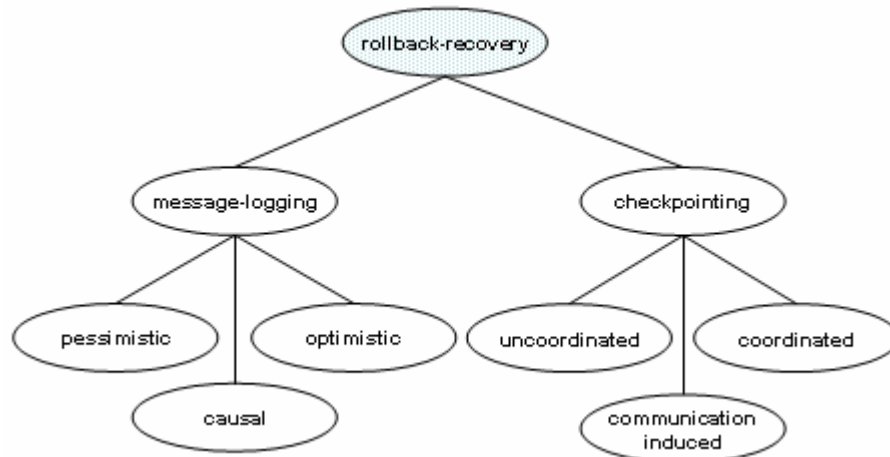 rollback-recovery
message-logging
checkpointing
pessimistic
optimistic
uncoordinated
coordinated
causal
communication
induced